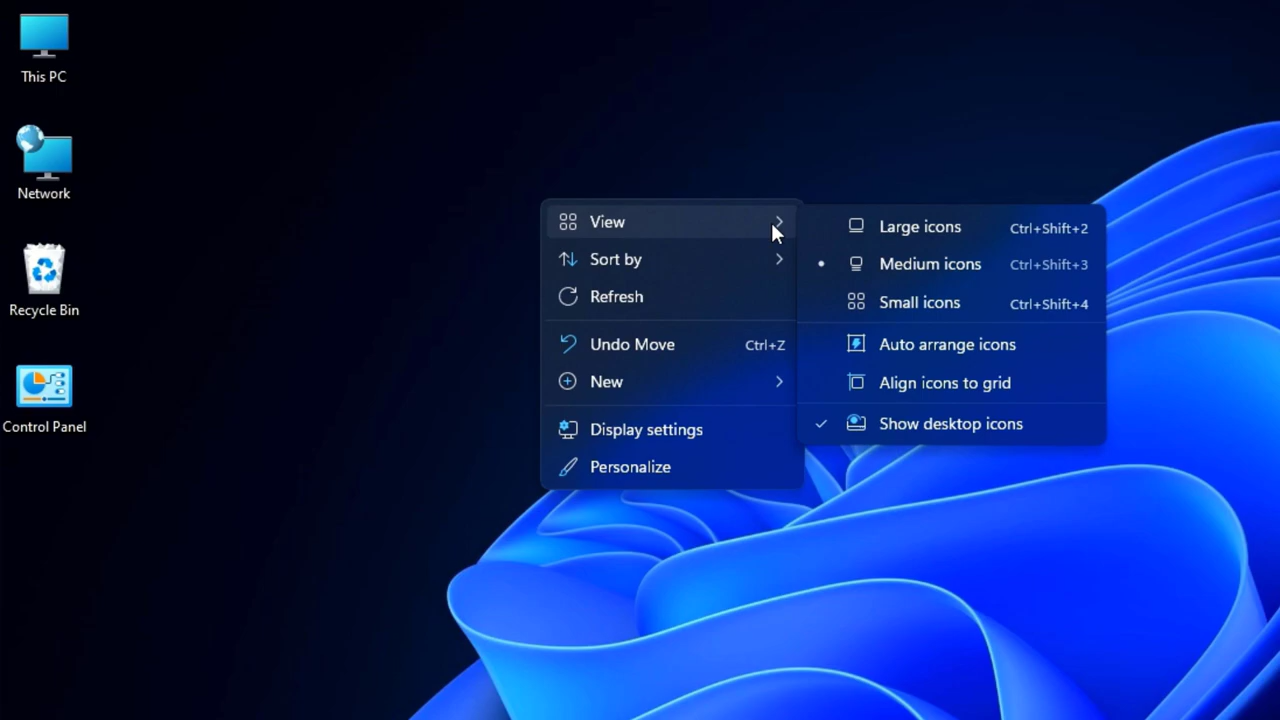 This PC
Network
Recycle Bin
Control Panel
View
Sort by
Refresh
Undo Move Ctrl+Z
New
Display settings
Personalize
Large icons Ctrl+Shift+2
Medium icons Ctrl+Shift+3
Small icons Ctrl+Shift+4
Auto arrange icons
Align icons to grid
Show desktop icons